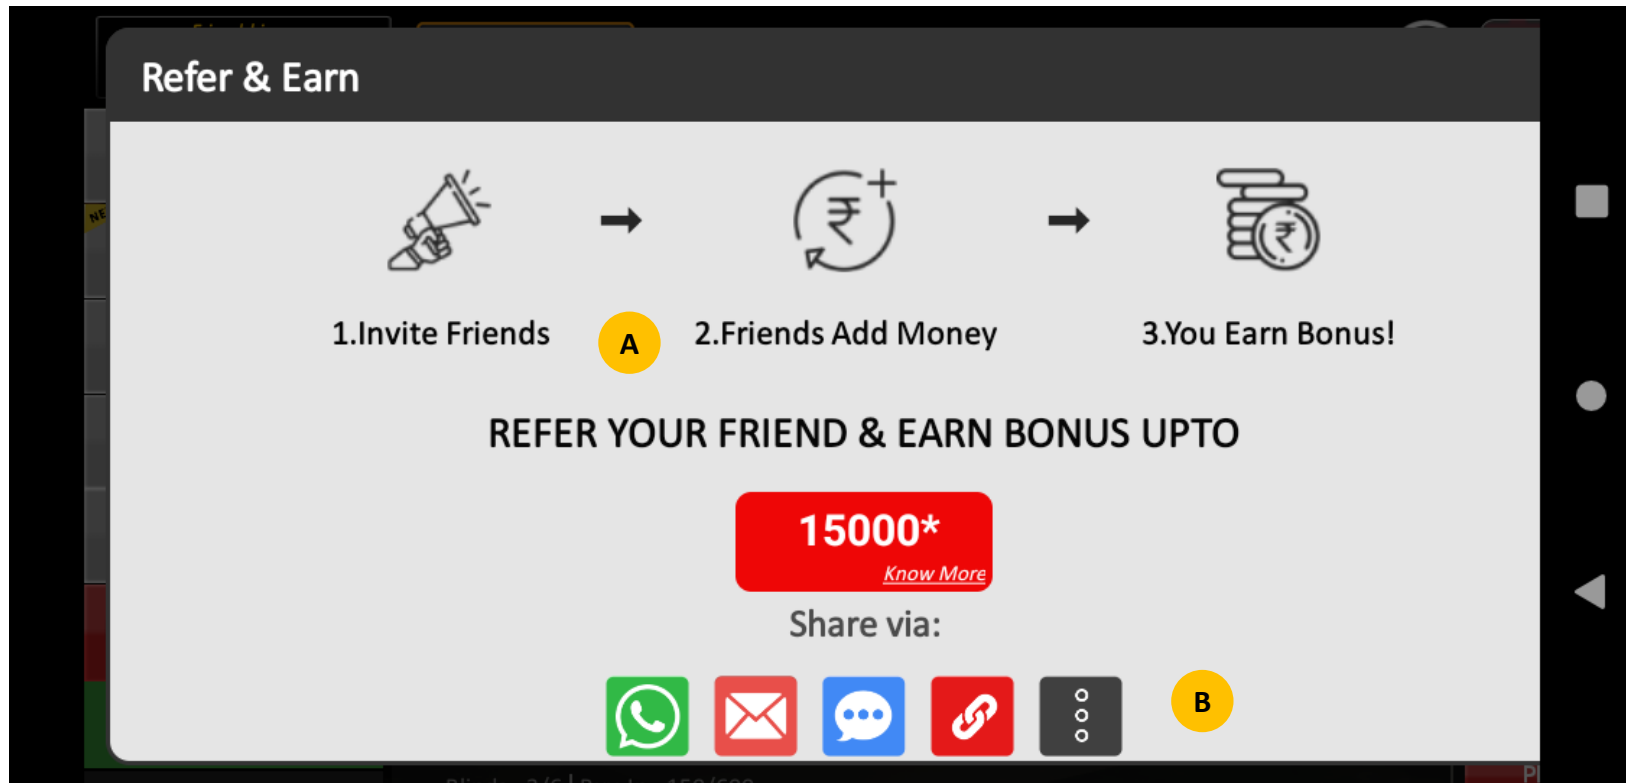 Refer & Earn
NE
1.Invite Friends
A
2.Friends Add Money
3.You Earn Bonus!
REFER YOUR FRIEND & EARN BONUS UPTO
15000*
Know More
Share via:
B